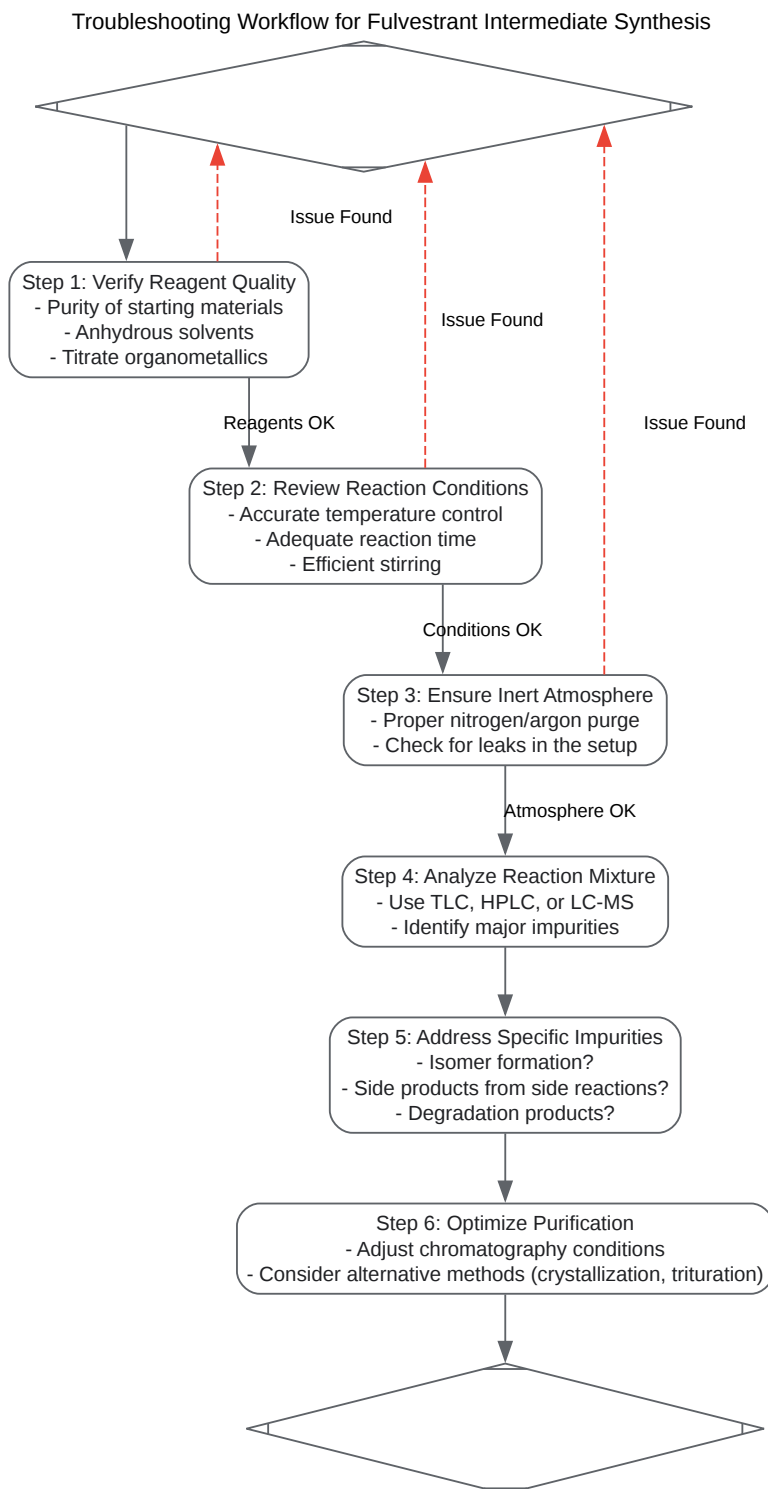 Troubleshooting Workflow for Fulvestrant Intermediate Synthesis
Issue Found
Step 1: Verify Reagent Quality
- Purity of starting materials
- Anhydrous solvents
- Titrate organometallics
Issue Found
Reagents OK
Issue Found
Step 2: Review Reaction Conditions
- Accurate temperature control
- Adequate reaction time
- Efficient stirring
Conditions OK
Step 3: Ensure Inert Atmosphere
- Proper nitrogen/argon purge
- Check for leaks in the setup
Atmosphere OK
Step 4: Analyze Reaction Mixture
- Use TLC, HPLC, or LC-MS
- Identify major impurities
Step 5: Address Specific Impurities
- Isomer formation?
- Side products from side reactions?
- Degradation products?
Step 6: Optimize Purification
- Adjust chromatography conditions
- Consider alternative methods (crystallization, trituration)